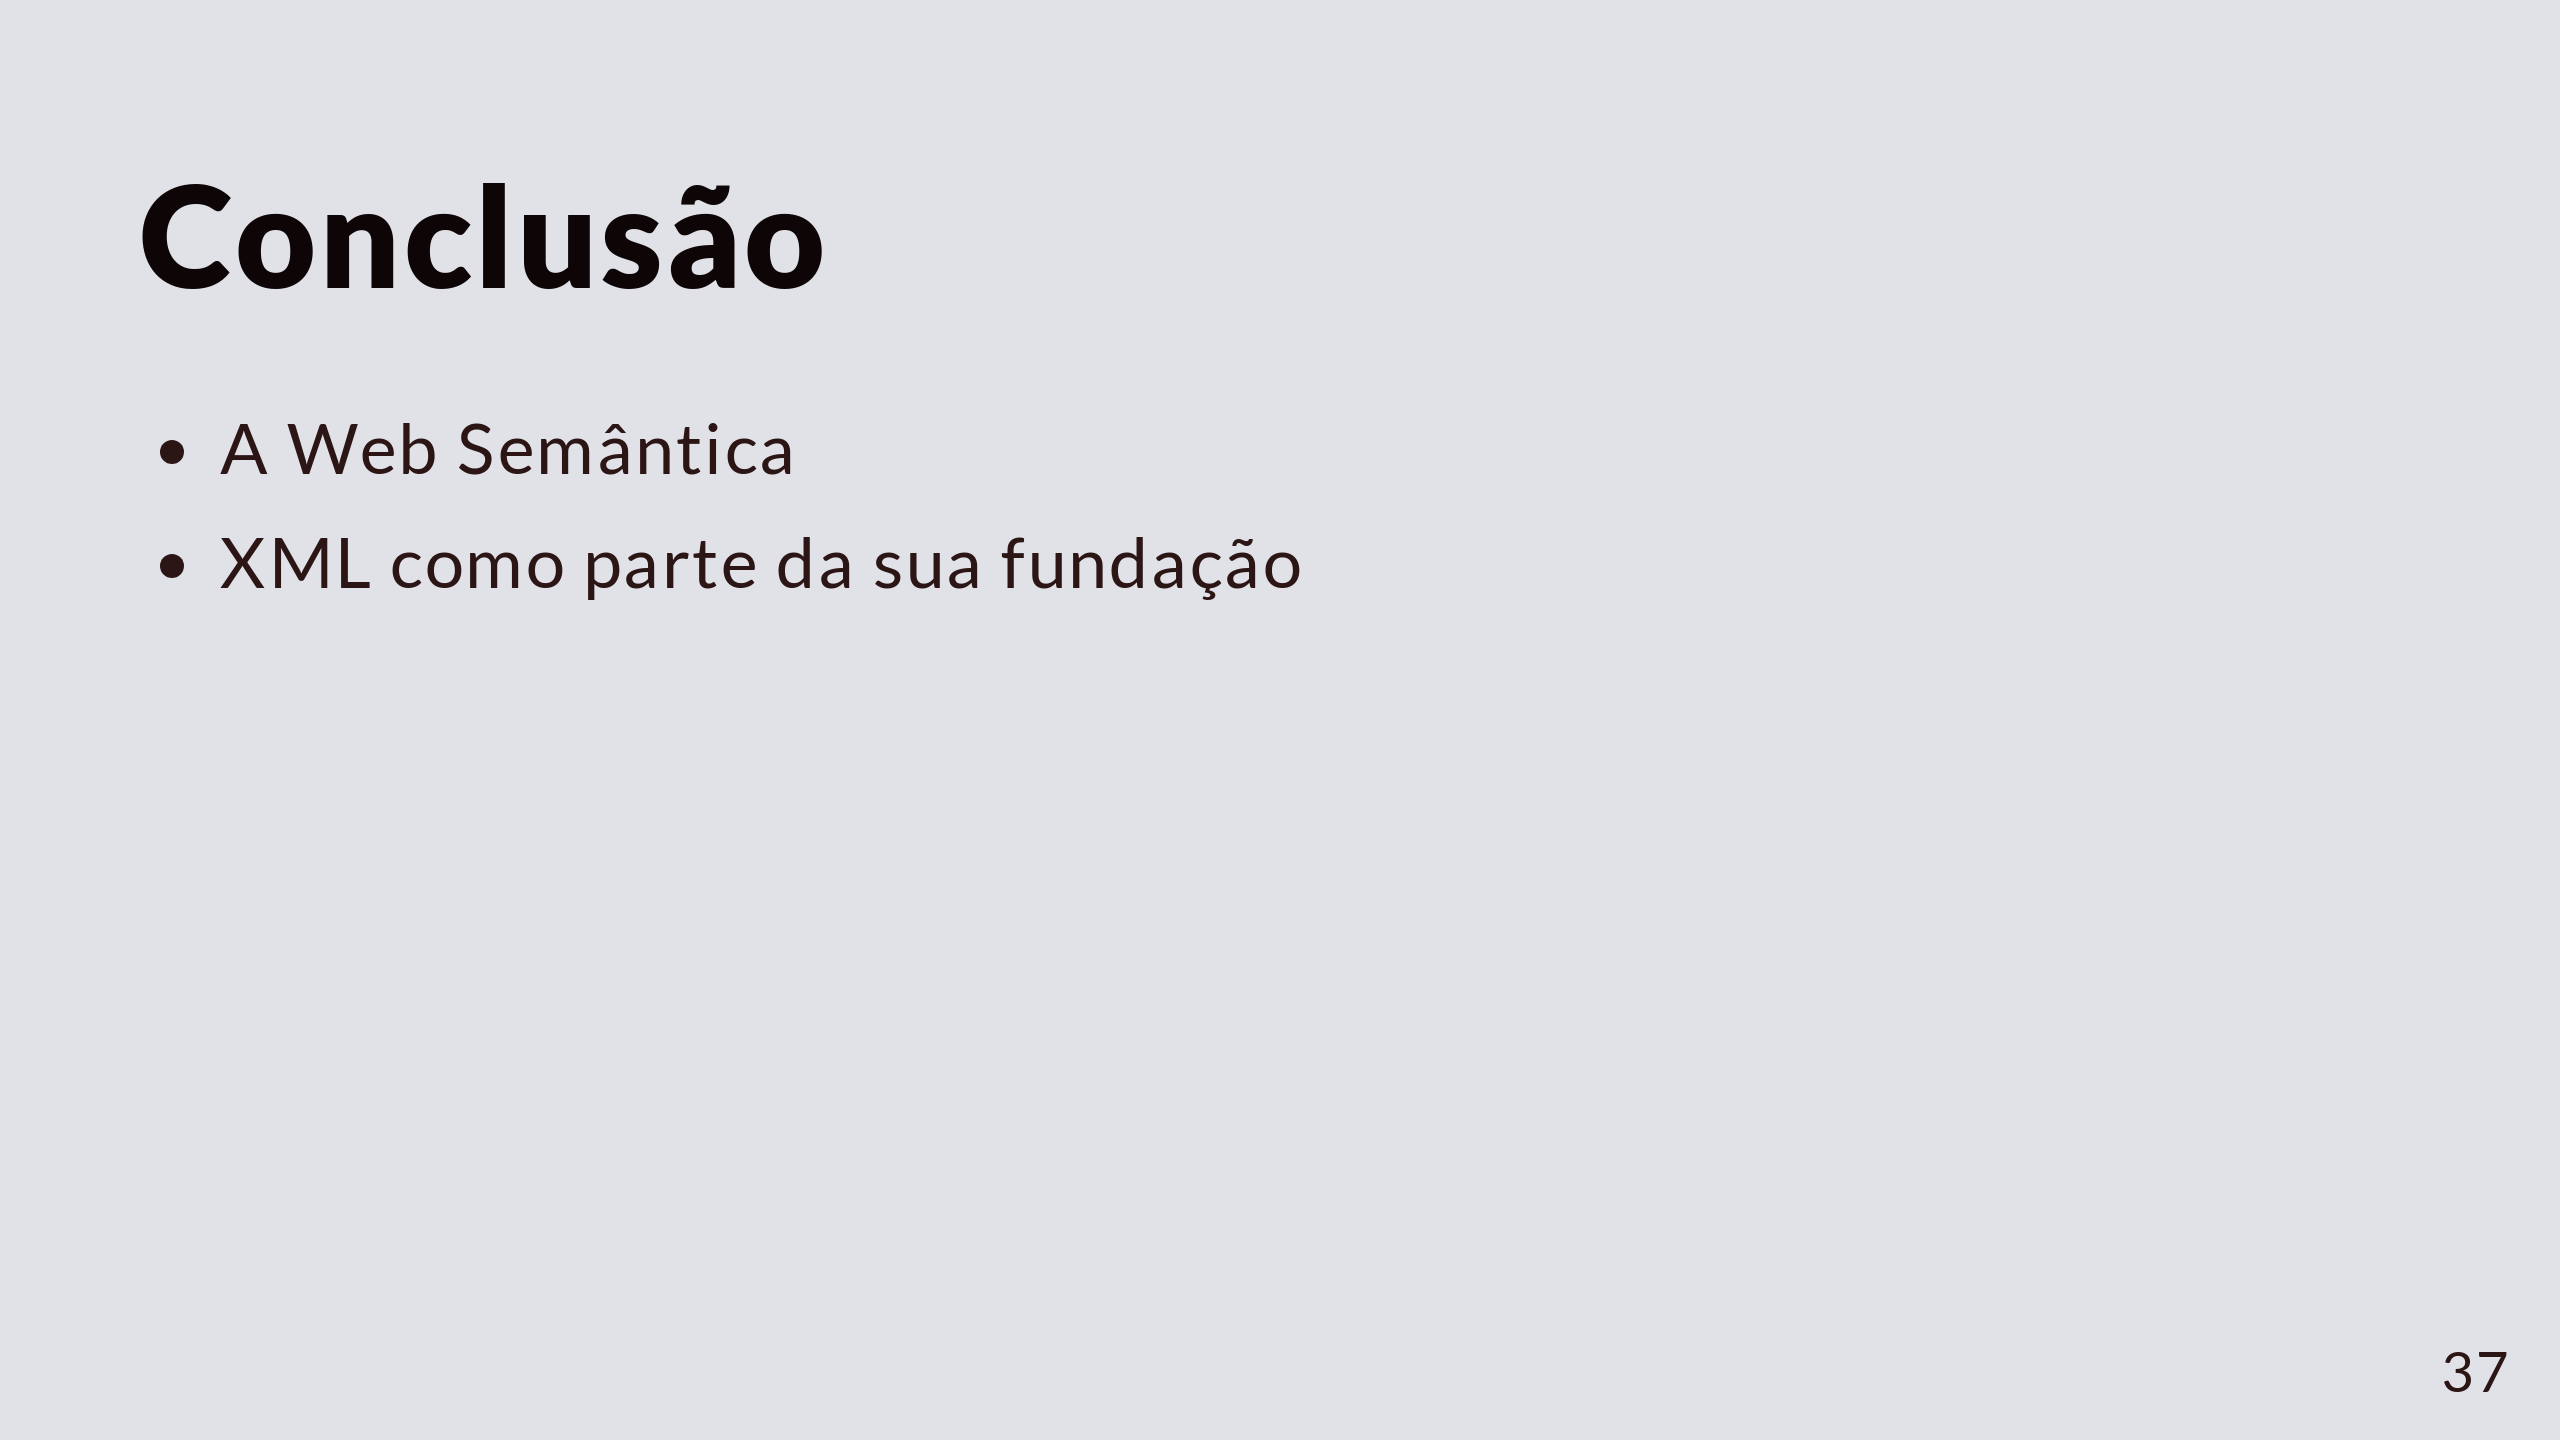 Conclusão
• A Web Semântica
• XML como parte da sua fundação
37